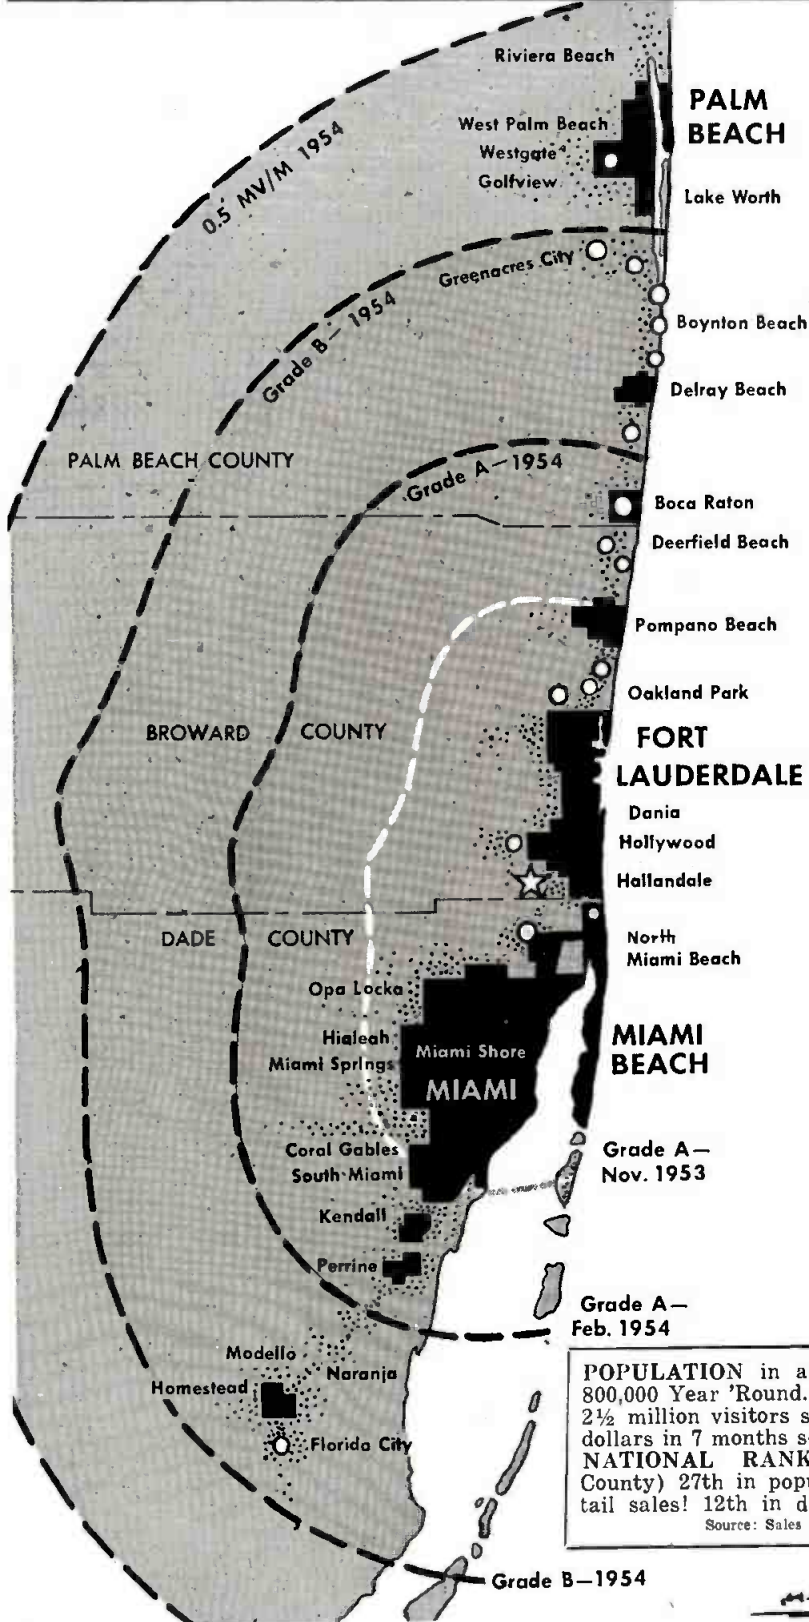 Riviera Beach
PALM
BEACH
West Palm Beach
Westgate
Golfview
Lake Worth
0.5 MV/M 1954
Greenacres City
Grade B—1954
Boynton Beach
Delray Beach
PALM BEACH COUNTY
Grade A—1954
Boca Raton
Deerfield Beach
Pompano Beach
Oakland Park
BROWARD COUNTY
FORT
LAUDERDALE
Dania
Hollywood
Hallandale
DADE COUNTY
North
Miami Beach
Opa Locka
Hialeah
Miami Springs
Miami Shore
MIAMI
MIAMI
BEACH
Coral Gables
South Miami
Grade A—
Nov. 1953
Kendall
Perrine
Grade A—
Feb. 1954
Modello
Naranja
Homestead
Florida City
POPULATION in a
800,000 Year 'Round.
2½ million visitors s
dollars in 7 months s
NATIONAL RANK
County) 27th in popu
tail sales! 12th in d
Source: Sales
Grade B—1954